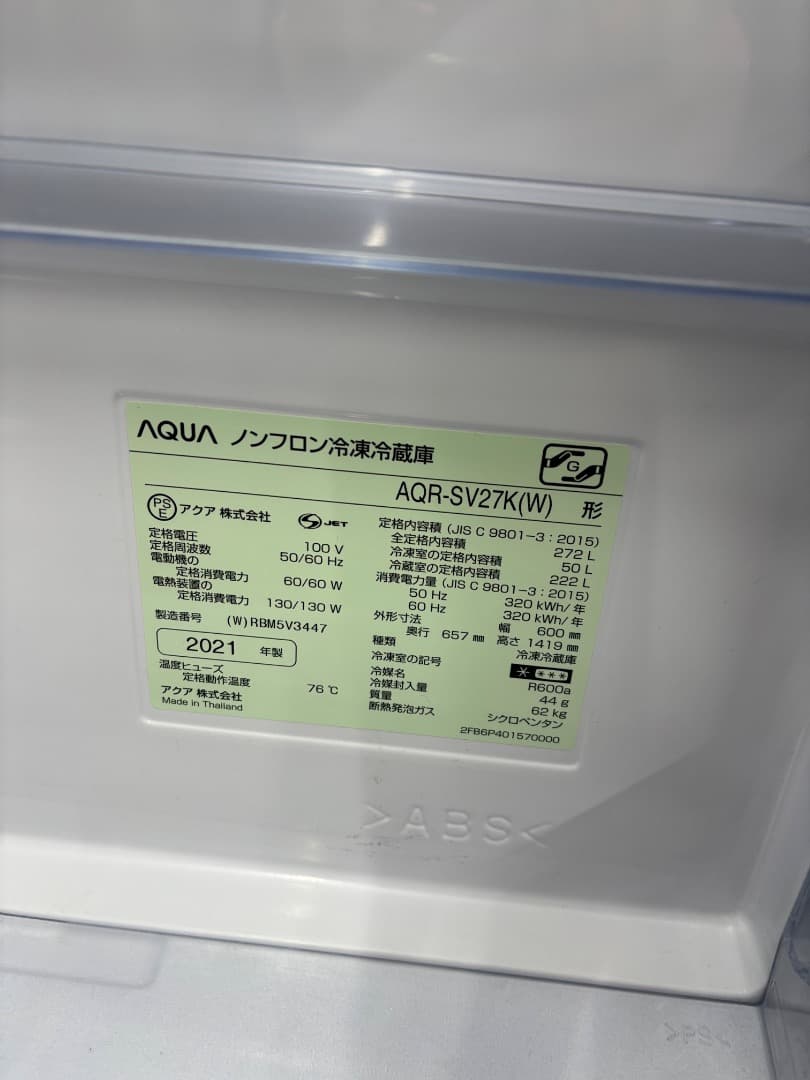 AQUA ノンフロン冷凍冷蔵庫
G
AQR-SV27K(W) 形
PS E アクア 株式会社 JET
定格電圧 100 V
定格周波数 50/60 Hz
電動機の
定格消費電力 60/60 W
電熱装置の
定格消費電力 130/130 W
製造番号 (W)RBM5V3447
2021 年製
温度ヒューズ
定格動作温度 76 ℃
アクア 株式会社
Made in Thailand
定格内容積 (JIS C 9801-3:2015)
全定格内容積 272 L
冷凍室の定格内容積 50 L
冷蔵室の定格内容積 222 L
消費電力量 (JIS C 9801-3:2015)
50 Hz 320 kWh/年
60 Hz 320 kWh/年
外形寸法 幅 600 ㎜
奥行 657 ㎜ 高さ 1419 ㎜
種類 冷凍冷蔵庫
冷凍室の記号 ＊ ＊＊＊
冷媒名 R600a
冷媒封入量 44 g
質量 62 kg
断熱発泡ガス シクロペンタン
2FB6P401570000
>ABS<
>ABS<